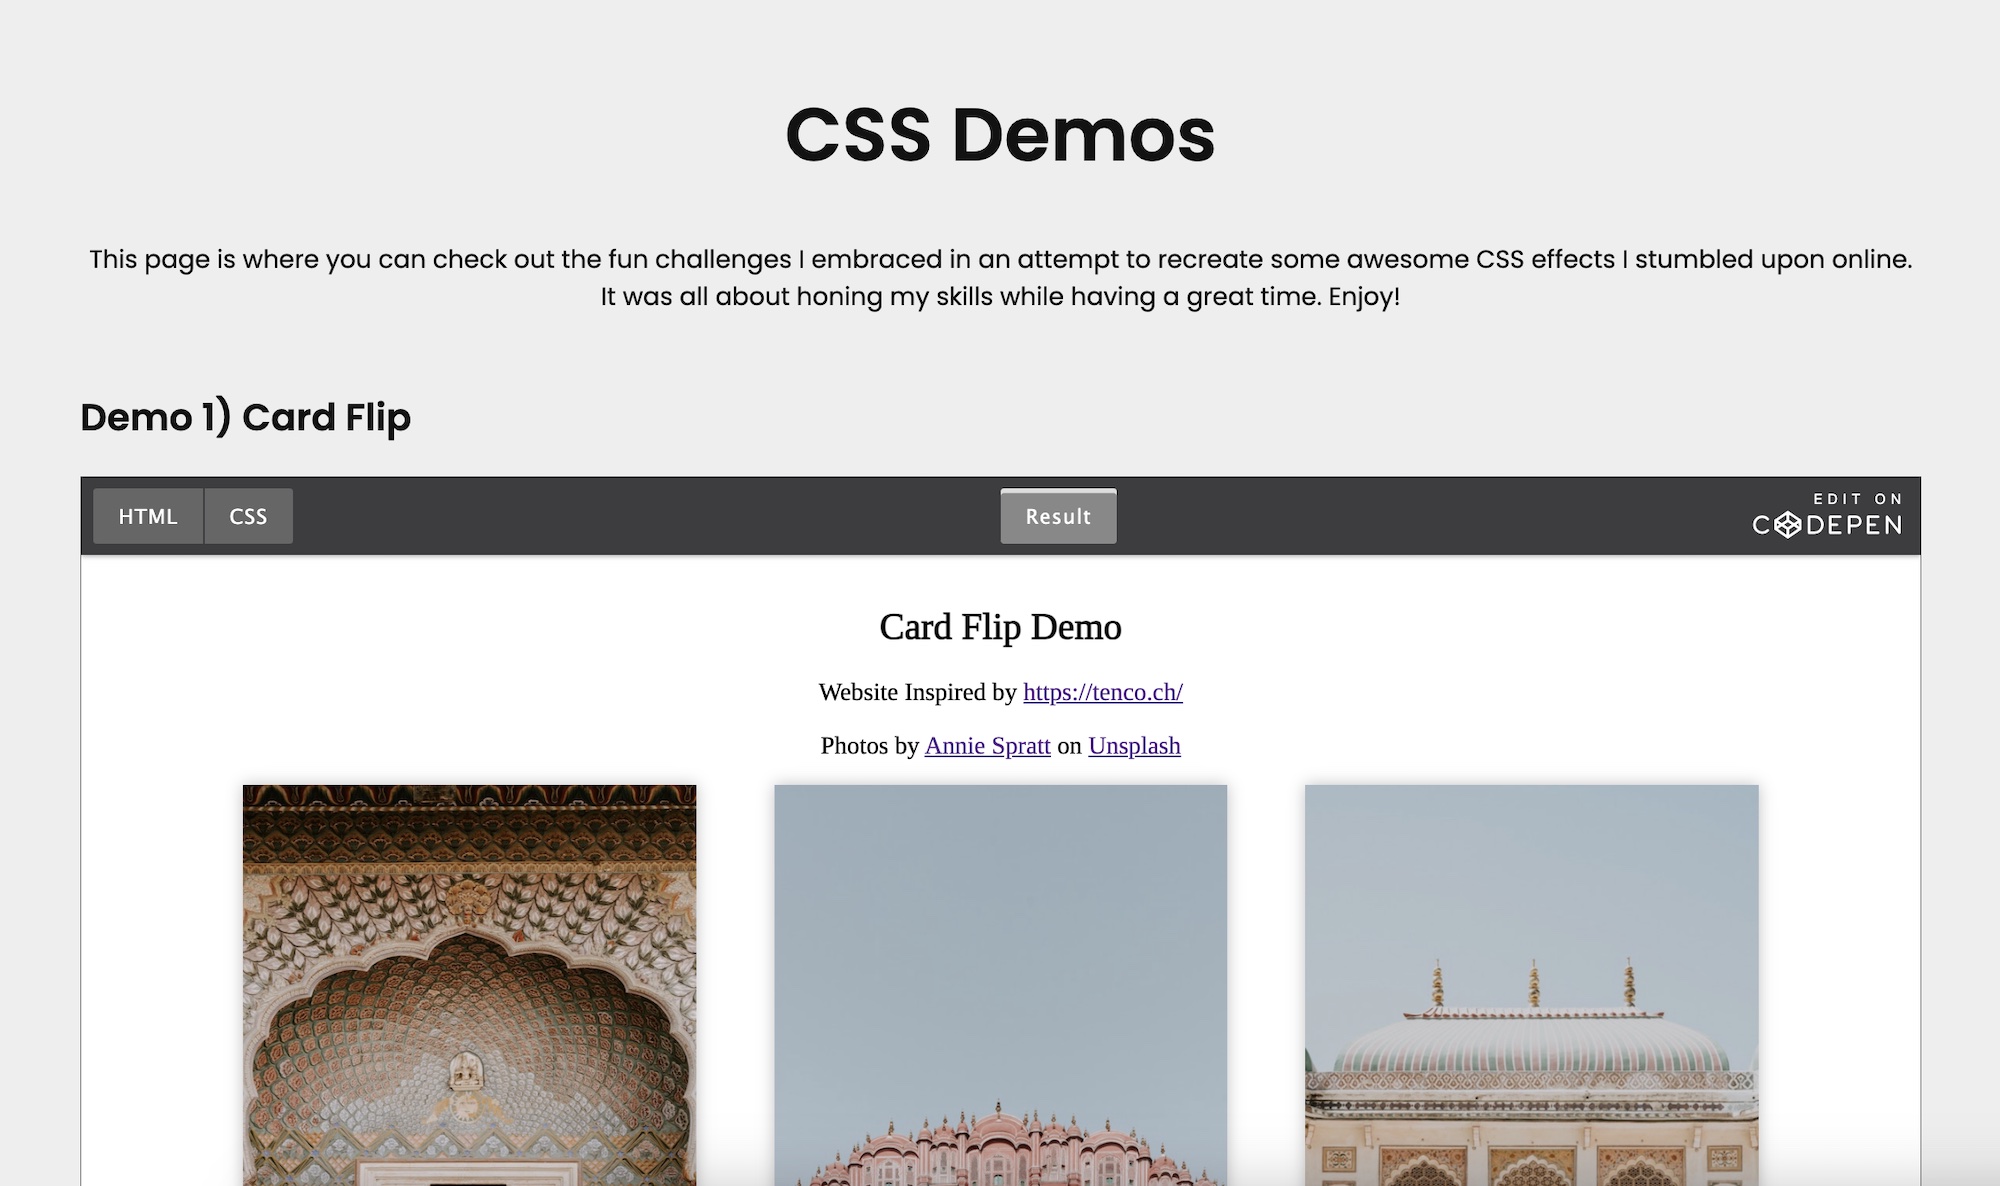 CSS Demos
This page is where you can check out the fun challenges I embraced in an attempt to recreate some awesome CSS effects I stumbled upon online.
It was all about honing my skills while having a great time. Enjoy!
Demo 1) Card Flip
HTML CSS Result EDIT ON
CODEPEN
Card Flip Demo
Website Inspired by https://tenco.ch/
Photos by Annie Spratt on Unsplash